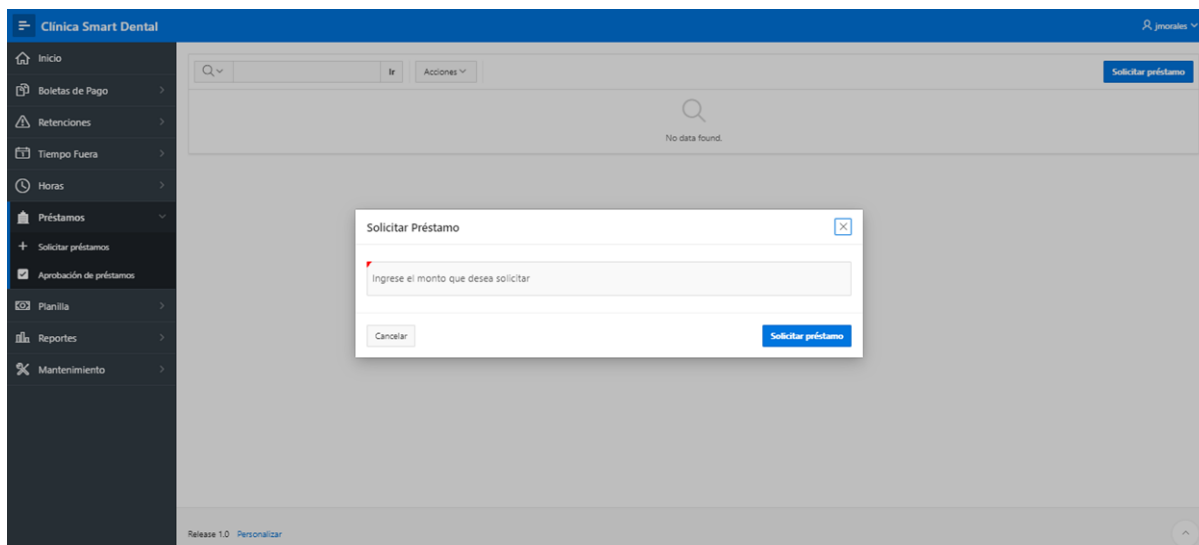 Clínica Smart Dental
jmorales
Inicio
Boletas de Pago
Retenciones
Tiempo Fuera
Horas
Préstamos
Solicitar préstamos
Aprobación de préstamos
Planilla
Reportes
Mantenimiento
Ir
Acciones
Solicitar préstamo
No data found.
Solicitar Préstamo
Ingrese el monto que desea solicitar
Cancelar
Solicitar préstamo
Release 1.0 Personalizar